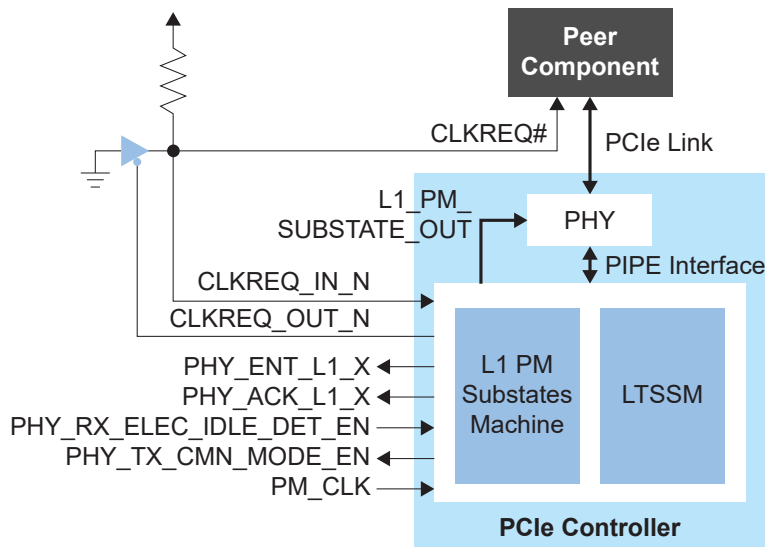 Peer
Component
CLKREQ#
PCIe Link
L1_PM_
SUBSTATE_OUT
PHY
PIPE Interface
CLKREQ_IN_N
CLKREQ_OUT_N
PHY_ENT_L1_X
PHY_ACK_L1_X
PHY_RX_ELEC_IDLE_DET_EN
PHY_TX_CMN_MODE_EN
PM_CLK
L1 PM
Substates
Machine
LTSSM
PCIe Controller